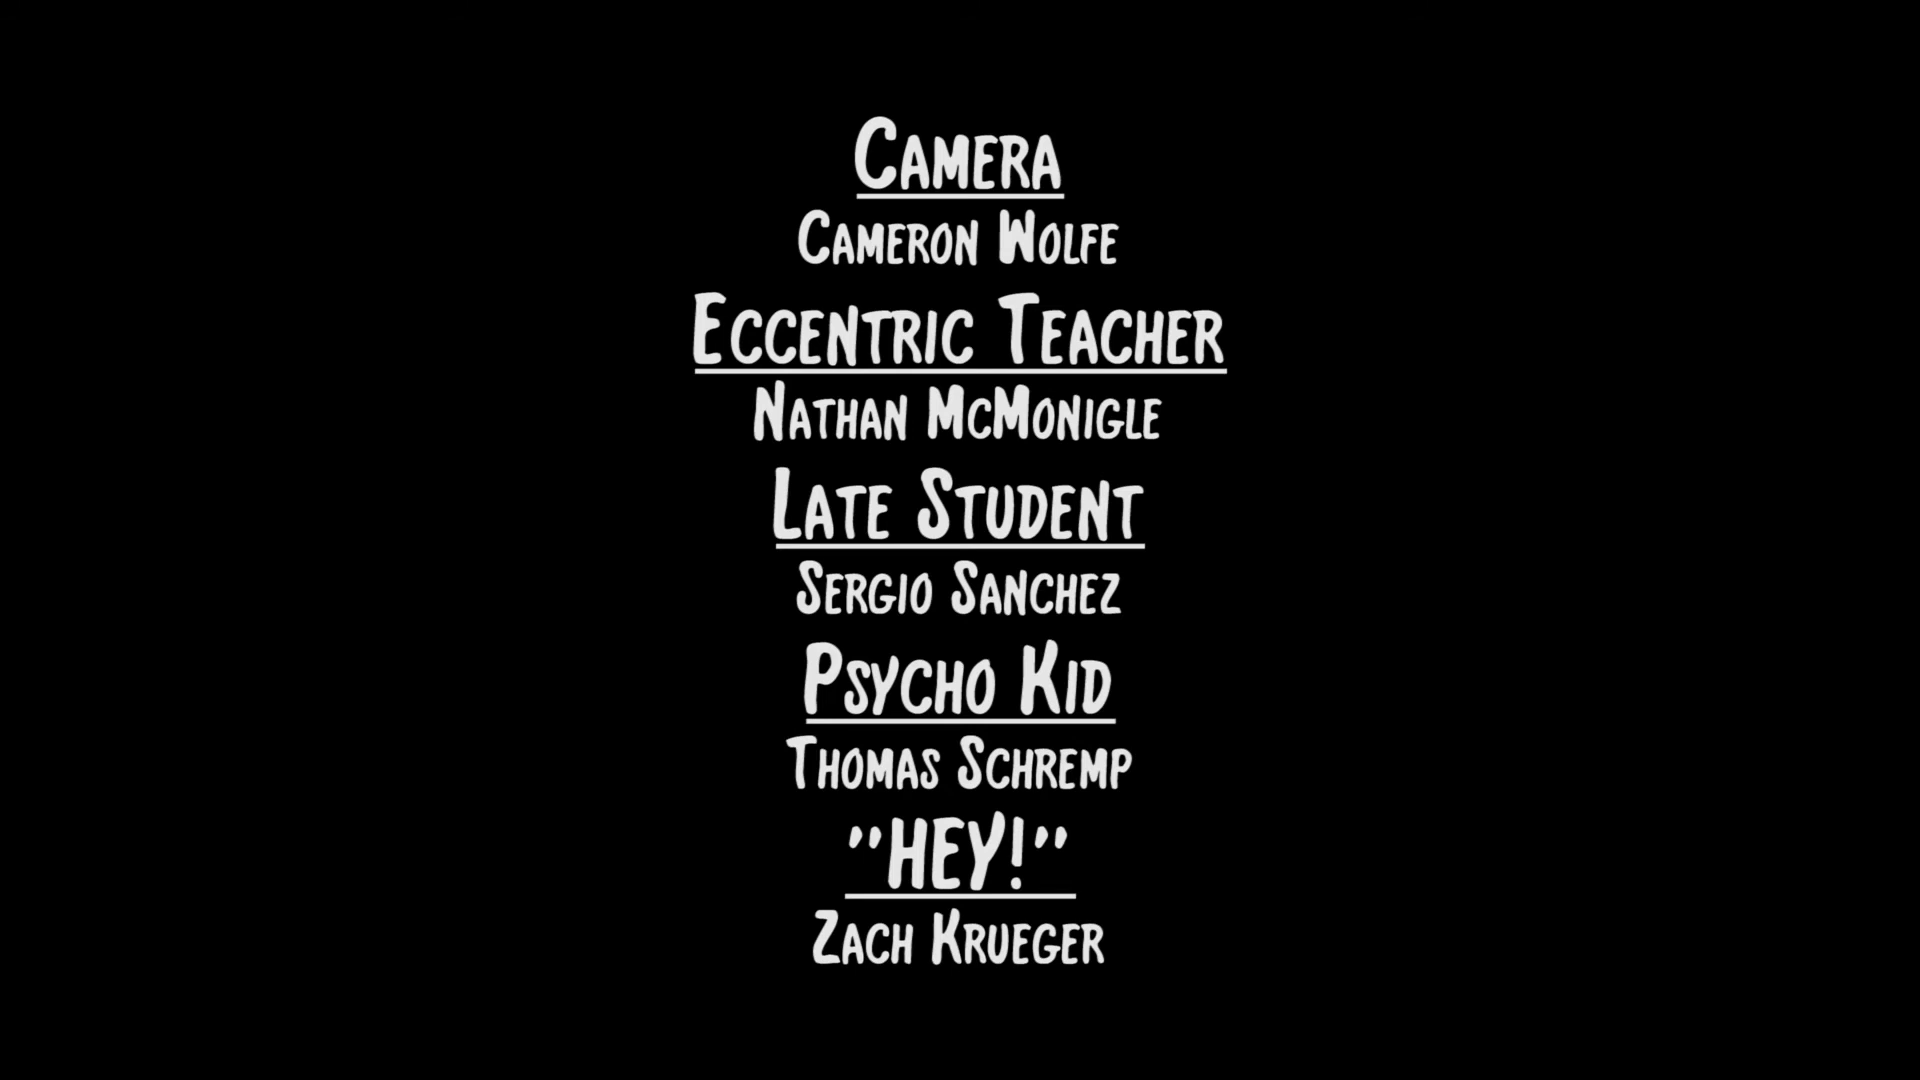 Camera
Cameron Wolfe
Eccentric Teacher
Nathan McMonigle
Late Student
Sergio Sanchez
Psycho Kid
Thomas Schremp
"HEY!"
Zach Krueger